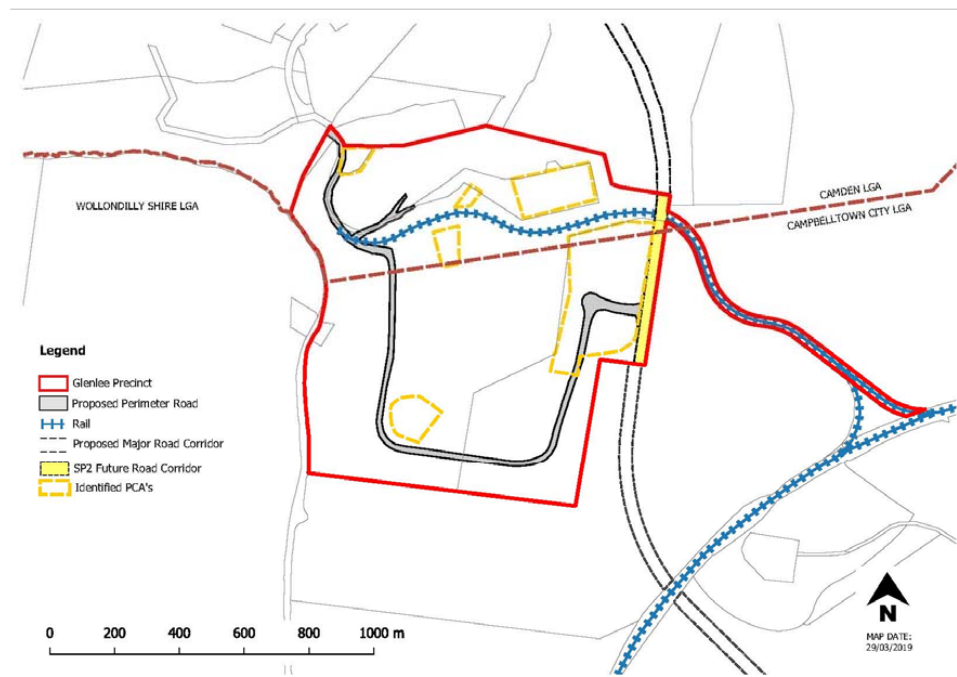 WOLLONDILLY SHIRE LGA
CAMDEN LGA
CAMPBELLTOWN CITY LGA
Legend
Glenlee Precinct
Proposed Perimeter Road
Rail
Proposed Major Road Corridor
SP2 Future Road Corridor
Identified PCA's
0 200 400 600 800 1000 m
N
MAP DATE:
29/03/2019